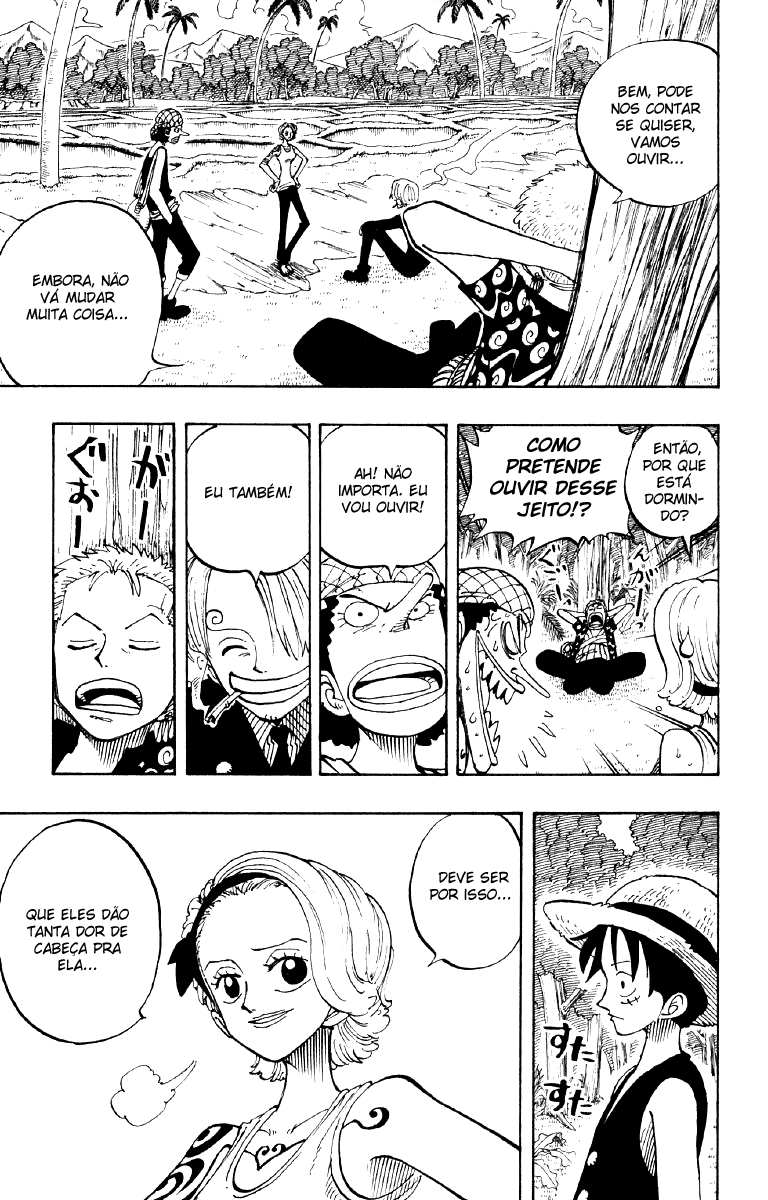 BEM, PODE
NOS CONTAR
SE QUISER,
VAMOS
OUVIR...
EMBORA, NÃO
VÁ MUDAR
MUITA COISA...
ENTÃO,
POR QUE
ESTÁ
DORMIN-
DO?
COMO
PRETENDE
OUVIR DESSE
JEITO!?
AH! NÃO
IMPORTA. EU
VOU OUVIR!
EU TAMBÉM!
がー
ぐおー
すた
すた
DEVE SER
POR ISSO...
QUE ELES DÃO
TANTA DOR DE
CABEÇA PRA
ELA...